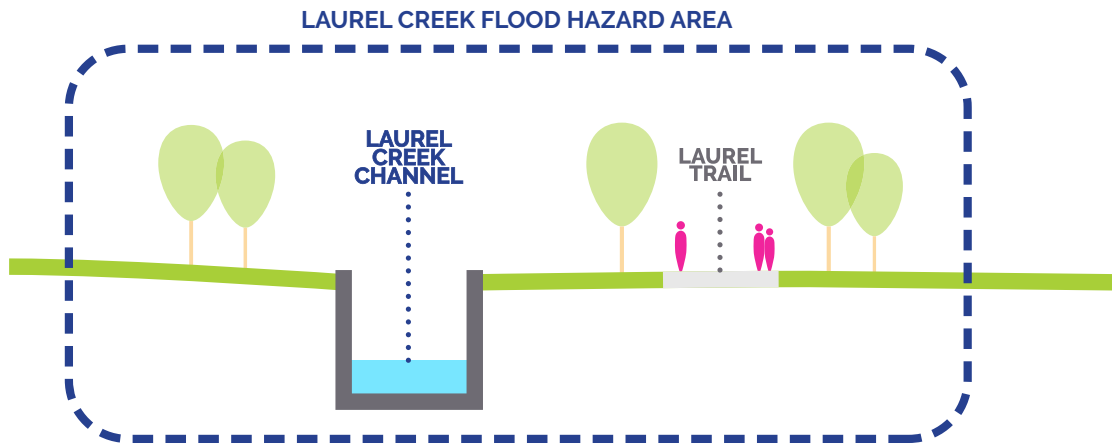 LAUREL CREEK FLOOD HAZARD AREA
LAUREL
CREEK
CHANNEL
LAUREL
TRAIL